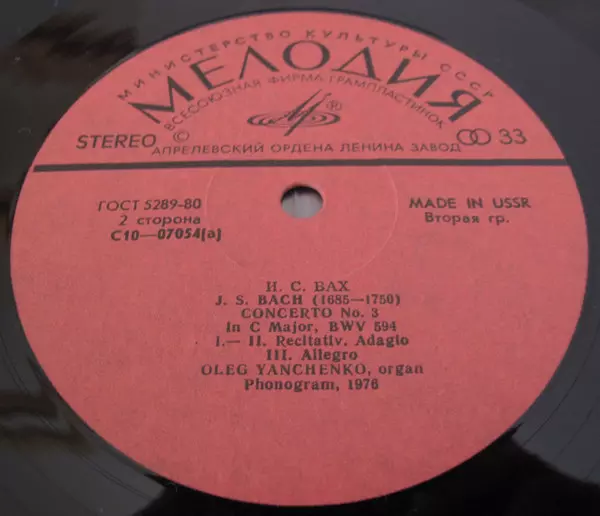 МИНИСТЕРСТВО КУЛЬТУРЫ СССР
МЕЛОДИЯ
ВСЕСОЮЗНАЯ ФИРМА ГРАМПЛАСТИНОК
®
STEREO ©
33
АПРЕЛЕВСКИЙ ОРДЕНА ЛЕНИНА ЗАВОД
ГОСТ 5289-80
2 сторона
С10—07054(а)
MADE IN USSR
Вторая гр.
И. С. БАХ
J. S. BACH (1685—1750)
CONCERTO No. 3
In C Major, BWV 594
I.— II. Recitativ. Adagio
III. Allegro
OLEG YANCHENKO, organ
Phonogram, 1976